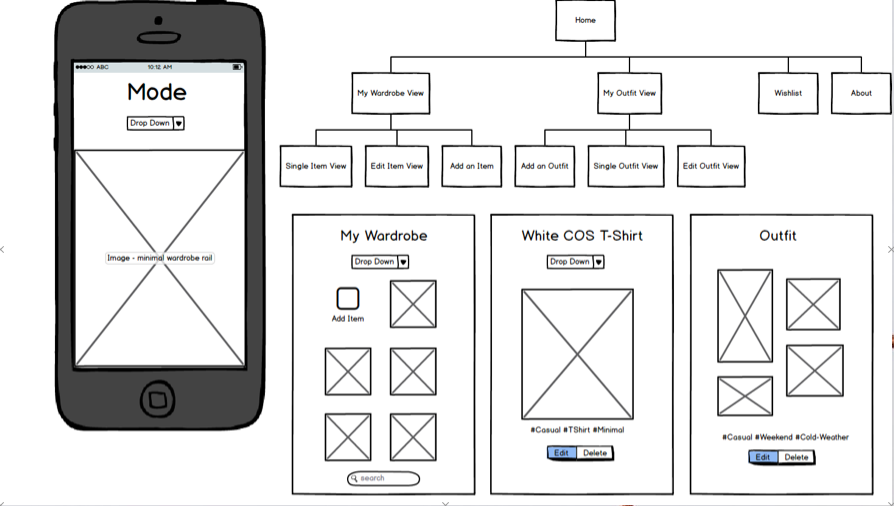 ABC 10:12 AM
Mode
Drop Down
Image - minimal wardrobe rail
Home
My Wardrobe View
My Outfit View
Wishlist
About
Single Item View
Edit Item View
Add an Item
Add an Outfit
Single Outfit View
Edit Outfit View
My Wardrobe
Drop Down
Add Item
search
White COS T-Shirt
Drop Down
#Casual #TShirt #Minimal
Edit Delete
Outfit
#Casual #Weekend #Cold-Weather
Edit Delete